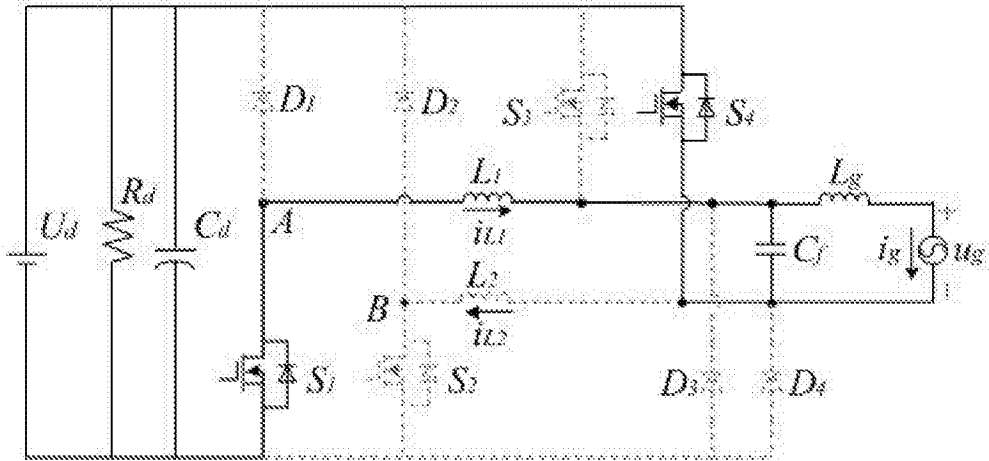 D1
D2
S3
S4
Rd
L1
Lg
Ud
Cd
A
iL1
Cf
ig
ug
+
-
L2
B
iL2
S1
S2
D3
D4